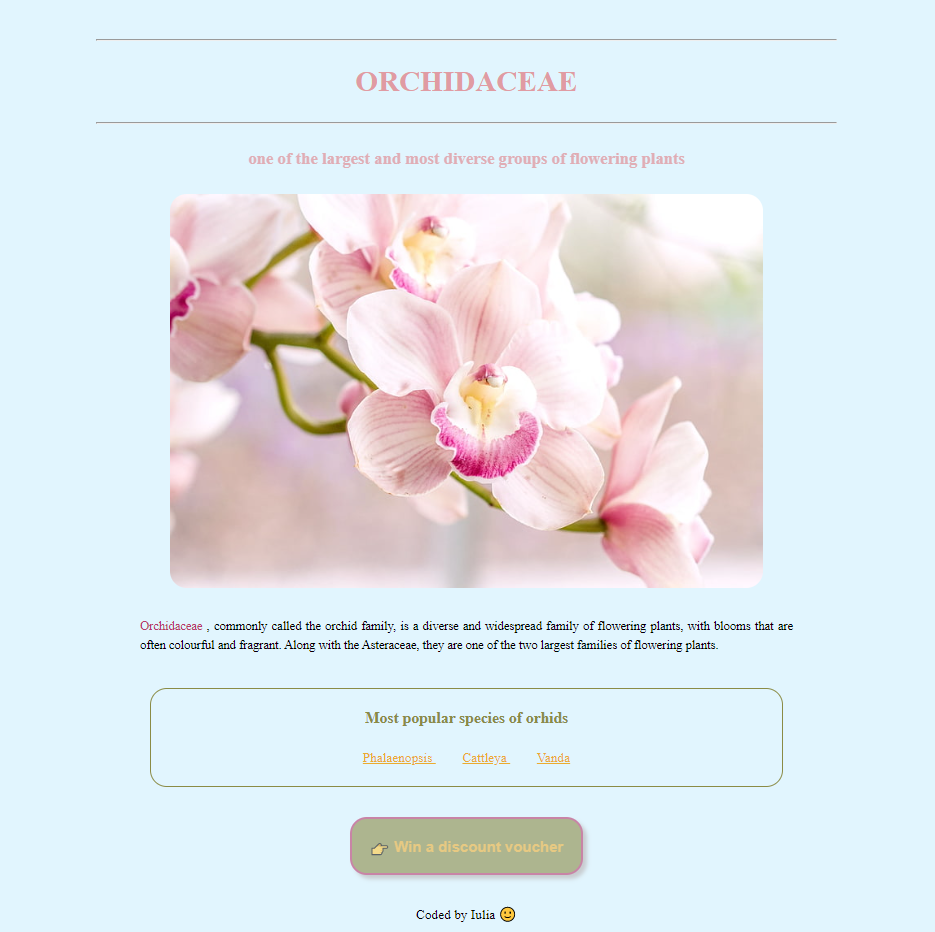 ORCHIDACEAE
one of the largest and most diverse groups of flowering plants
Orchidaceae , commonly called the orchid family, is a diverse and widespread family of flowering plants, with blooms that are
often colourful and fragrant. Along with the Asteraceae, they are one of the two largest families of flowering plants.
Most popular species of orhids
Phalaenopsis Cattleya Vanda
👉 Win a discount voucher
Coded by Iulia 🙂